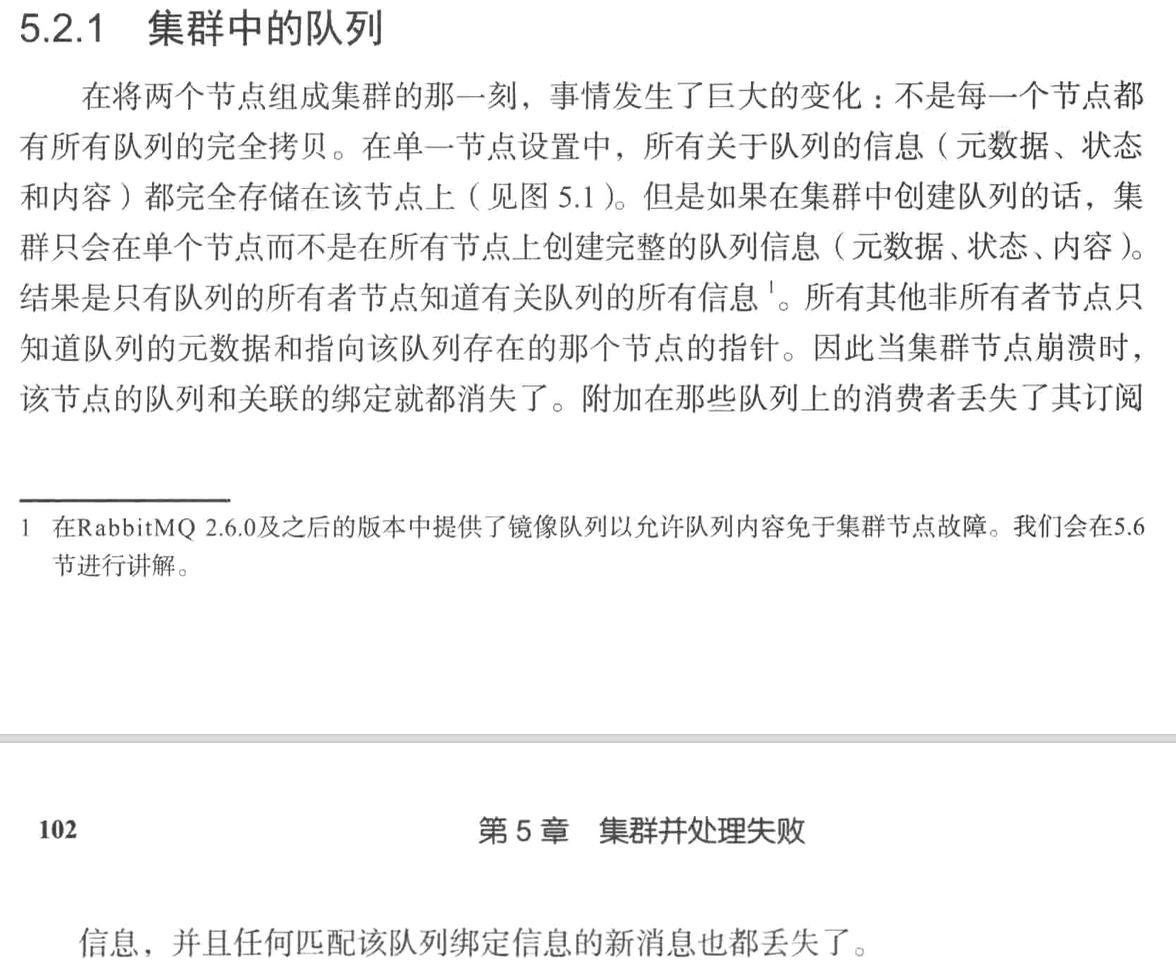 5.2.1 集群中的队列
在将两个节点组成集群的那一刻，事情发生了巨大的变化：不是每一个节点都
有所有队列的完全拷贝。在单一节点设置中，所有关于队列的信息（元数据、状态
和内容）都完全存储在该节点上（见图 5.1）。但是如果在集群中创建队列的话，集
群只会在单个节点而不是在所有节点上创建完整的队列信息（元数据、状态、内容）。
结果是只有队列的所有者节点知道有关队列的所有信息1。所有其他非所有者节点只
知道队列的元数据和指向该队列存在的那个节点的指针。因此当集群节点崩溃时，
该节点的队列和关联的绑定就都消失了。附加在那些队列上的消费者丢失了其订阅
1 在RabbitMQ 2.6.0及之后的版本中提供了镜像队列以允许队列内容免于集群节点故障。我们会在5.6
节进行讲解。
102 第 5 章 集群并处理失败
信息，并且任何匹配该队列绑定信息的新消息也都丢失了。